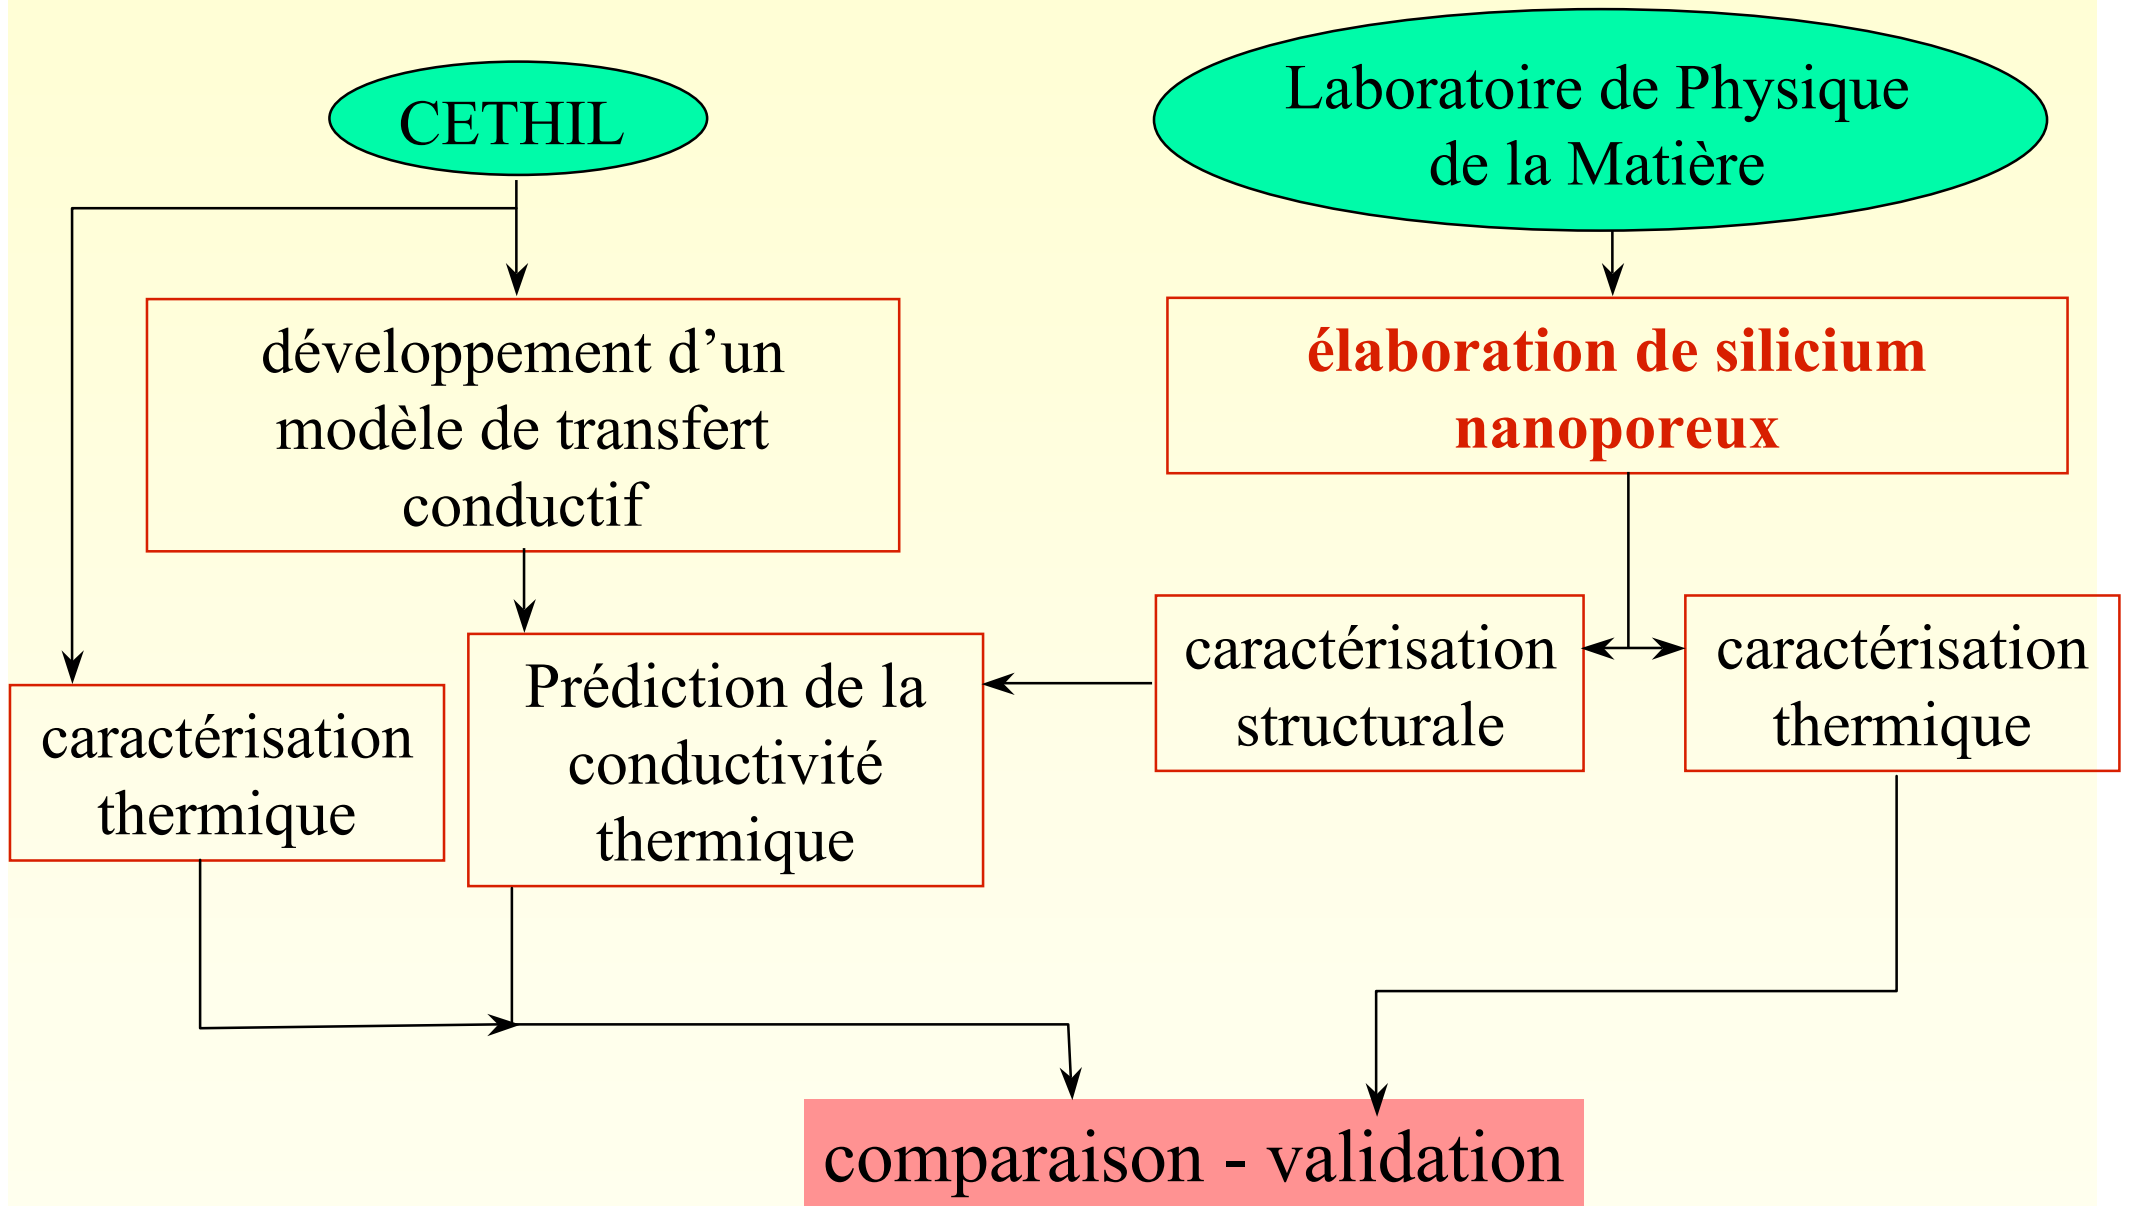 CETHIL
Laboratoire de Physique
de la Matière
développement d’un
modèle de transfert
conductif
élaboration de silicium
nanoporeux
caractérisation
thermique
Prédiction de la
conductivité
thermique
caractérisation
structurale
caractérisation
thermique
comparaison - validation